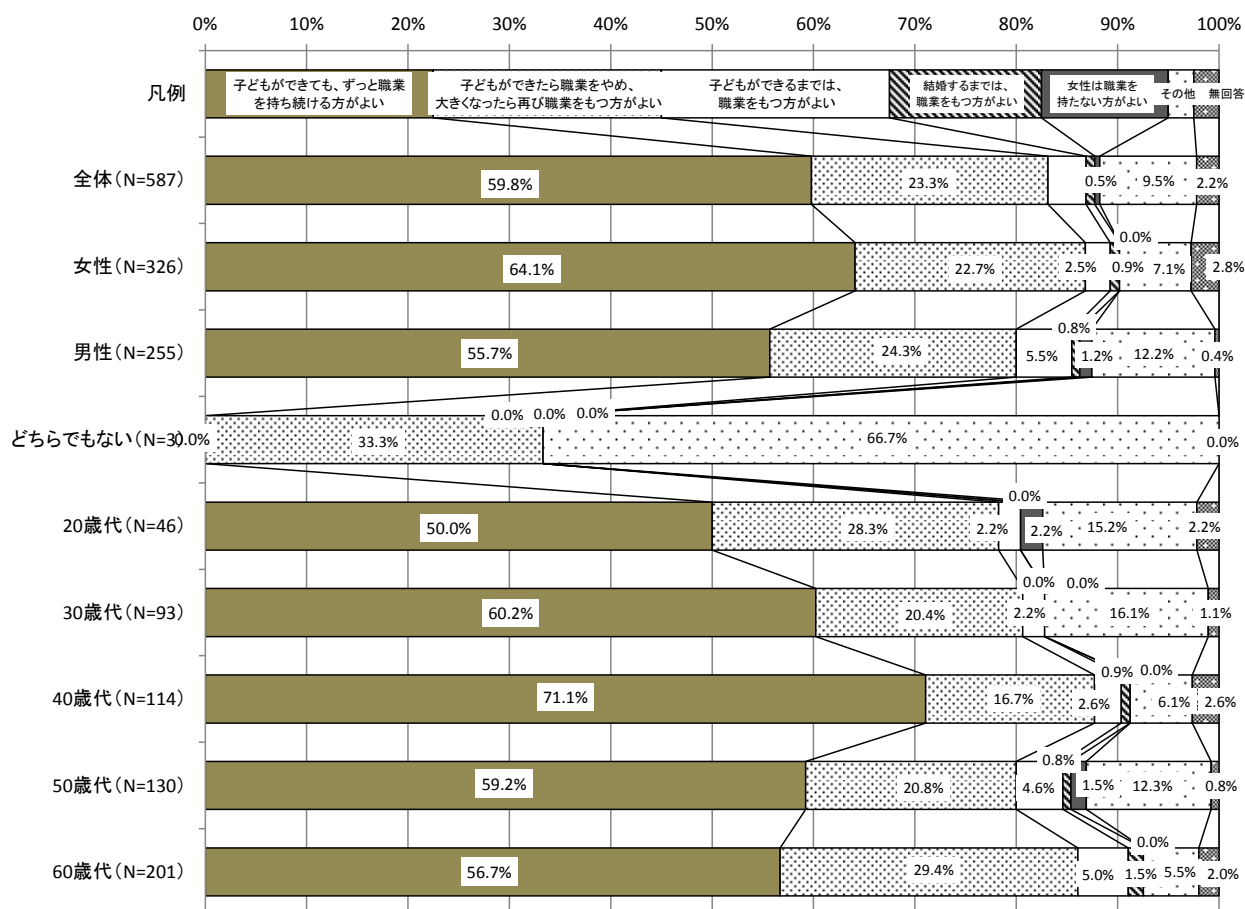 0% 10% 20% 30% 40% 50% 60% 70% 80% 90% 100%
凡例
子どもができても、ずっと職業
を持ち続ける方がよい
子どもができたら職業をやめ、
大きくなったら再び職業をもつ方がよい
子どもができるまでは、
職業をもつ方がよい
結婚するまでは、
職業をもつ方がよい
女性は職業を
持たない方がよい
その他
無回答
全体(N=587) 59.8% 23.3% 0.5% 9.5% 2.2%
女性(N=326) 64.1% 22.7% 2.5% 0.9% 0.0% 7.1% 2.8%
男性(N=255) 55.7% 24.3% 5.5% 0.8% 1.2% 12.2% 0.4%
どちらでもない(N=3) 0.0% 33.3% 0.0% 0.0% 0.0% 66.7% 0.0%
20歳代(N=46) 50.0% 28.3% 2.2% 0.0% 2.2% 15.2% 2.2%
30歳代(N=93) 60.2% 20.4% 2.2% 0.0% 0.0% 16.1% 1.1%
40歳代(N=114) 71.1% 16.7% 2.6% 0.9% 0.0% 6.1% 2.6%
50歳代(N=130) 59.2% 20.8% 4.6% 0.8% 1.5% 12.3% 0.8%
60歳代(N=201) 56.7% 29.4% 5.0% 1.5% 0.0% 5.5% 2.0%